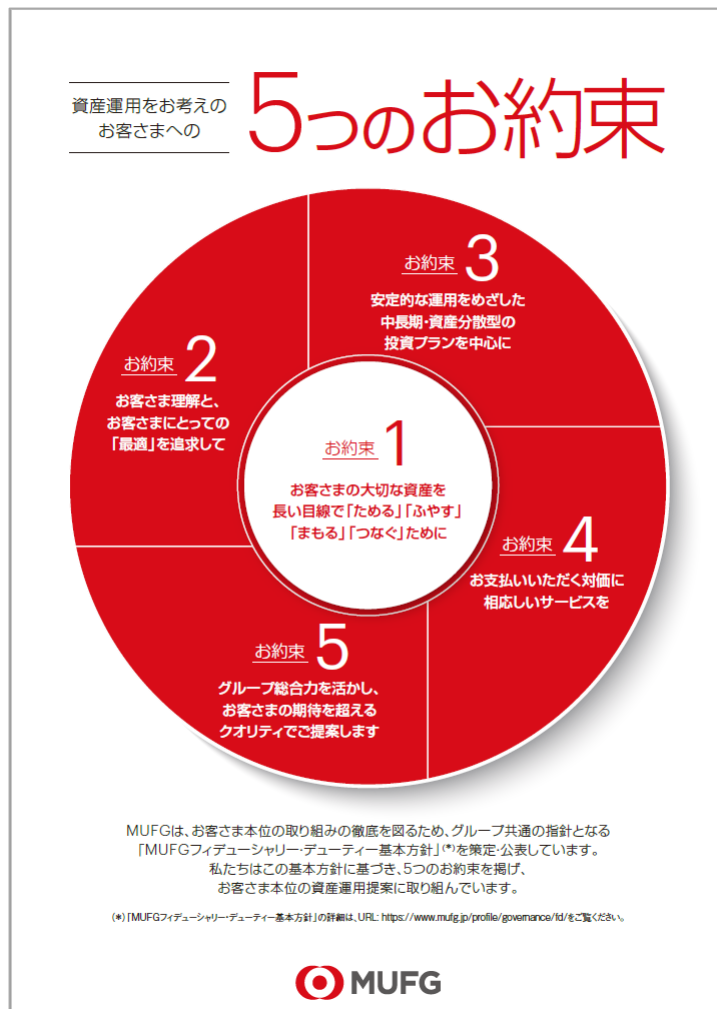 資産運用をお考えの
お客さまへの
5つのお約束
お約束 1
お客さまの大切な資産を
長い目線で「ためる」「ふやす」
「まもる」「つなぐ」ために
お約束 2
お客さま理解と、
お客さまにとっての
「最適」を追求して
お約束 3
安定的な運用をめざした
中長期・資産分散型の
投資プランを中心に
お約束 4
お支払いいただく対価に
相応しいサービスを
お約束 5
グループ総合力を活かし、
お客さまの期待を超える
クオリティでご提案します
MUFGは、お客さま本位の取り組みの徹底を図るため、グループ共通の指針となる
「MUFGフィデューシャリー・デューティー基本方針」(*)を策定・公表しています。
私たちはこの基本方針に基づき、5つのお約束を掲げ、
お客さま本位の資産運用提案に取り組んでいます。
(*)「MUFGフィデューシャリー・デューティー基本方針」の詳細は、URL: https://www.mufg.jp/profile/governance/fd/をご覧ください。
MUFG